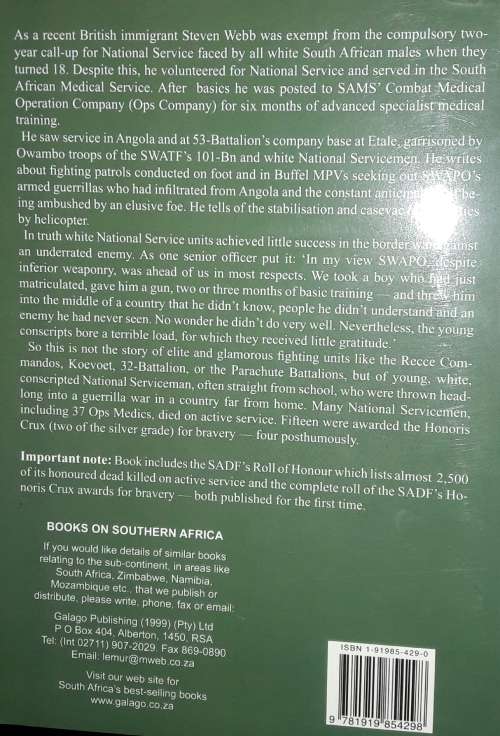 As a recent British immigrant Steven Webb was exempt from the compulsory two-
year call-up for National Service faced by all white South African males when they
turned 18. Despite this, he volunteered for National Service and served in the South
African Medical Service. After basics he was posted to SAMS' Combat Medical
Operation Company (Ops Company) for six months of advanced specialist medical
training.
He saw service in Angola and at 53-Battalion's company base at Etale, garrisoned by
Owambo troops of the SWATF's 101-Bn and white National Servicemen. He writes
about fighting patrols conducted on foot and in Buffel MPVs seeking out SWAPO's
armed guerrillas who had infiltrated from Angola and the constant of be-
ing ambushed by an elusive foe. He tells of the stabilisation and casevac
by helicopter.
In truth white National Service units achieved little success in the border war against
an underrated enemy. As one senior officer put it: 'In my view SWAPO, despite
inferior weaponry, was ahead of us in most respects. We took a boy who had just
matriculated, gave him a gun, two or three months of basic training — and threw him
into the middle of a country that he didn't know, people he didn't understand and an
enemy he had never seen. No wonder he didn't do very well. Nevertheless, the young
conscripts bore a terrible load, for which they received little gratitude.'
So this is not the story of elite and glamorous fighting units like the Recce Com-
mandos, Koevoet, 32-Battalion, or the Parachute Battalions, but of young, white,
conscripted National Serviceman, often straight from school, who were thrown head-
long into a guerrilla war in a country far from home. Many National Servicemen,
including 37 Ops Medics, died on active service. Fifteen were awarded the Honoris
Crux (two of the silver grade) for bravery — four posthumously.
Important note: Book includes the SADF's Roll of Honour which lists almost 2,500
of its honoured dead killed on active service and the complete roll of the SADF's Ho-
noris Crux awards for bravery — both published for the first time.
BOOKS ON SOUTHERN AFRICA
If you would like details of similar books
relating to the sub-continent, in areas like
South Africa, Zimbabwe, Namibia,
Mozambique etc.. that we publish or
distribute, please write, phone, fax or email:
Galago Publishing (1999) (Pty) Ltd
P O Box 404, Alberton, 1450, RSA
Tel: (Int 02711) 907-2029. Fax 869-0890
Email: lemur@mweb.co.za
Visit our web site for
South Africa's best-selling books
www.galago.co.za
ISBN 1-91985-429-0
9 781919 854298